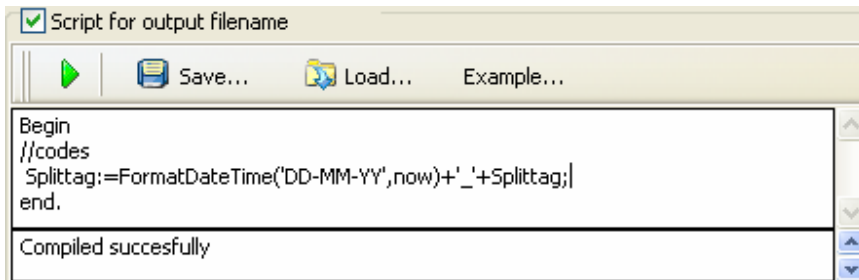 Script for output filename
Save... Load... Example...
Begin
//codes
Splittag:=FormatDateTime('DD-MM-YY',now)+'_'+Splittag;
end.
Compiled succesfully